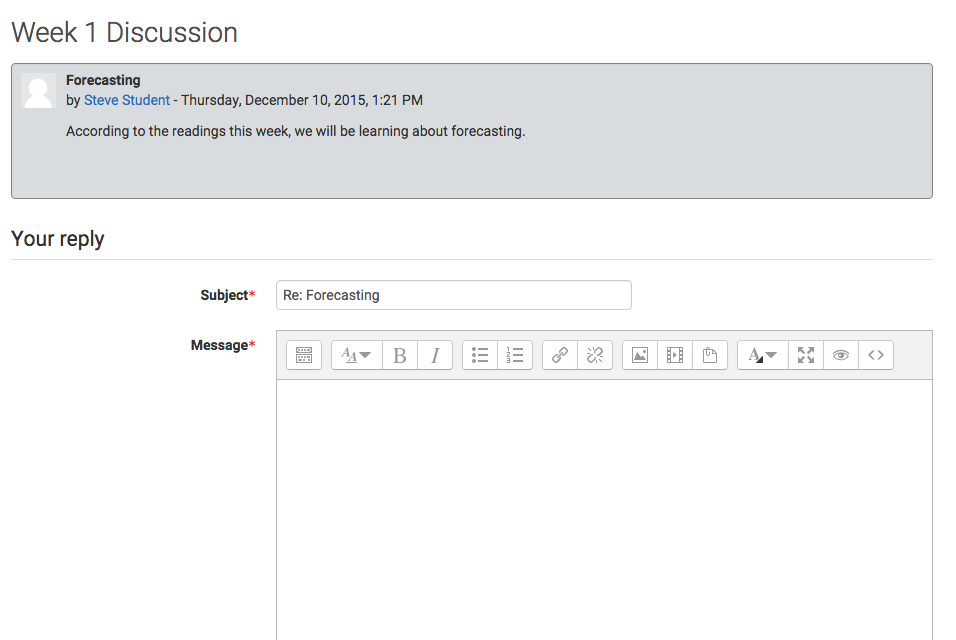 Week 1 Discussion
Forecasting
by Steve Student - Thursday, December 10, 2015, 1:21 PM
According to the readings this week, we will be learning about forecasting.
Your reply
Subject*
Re: Forecasting
Message*
AA B I A